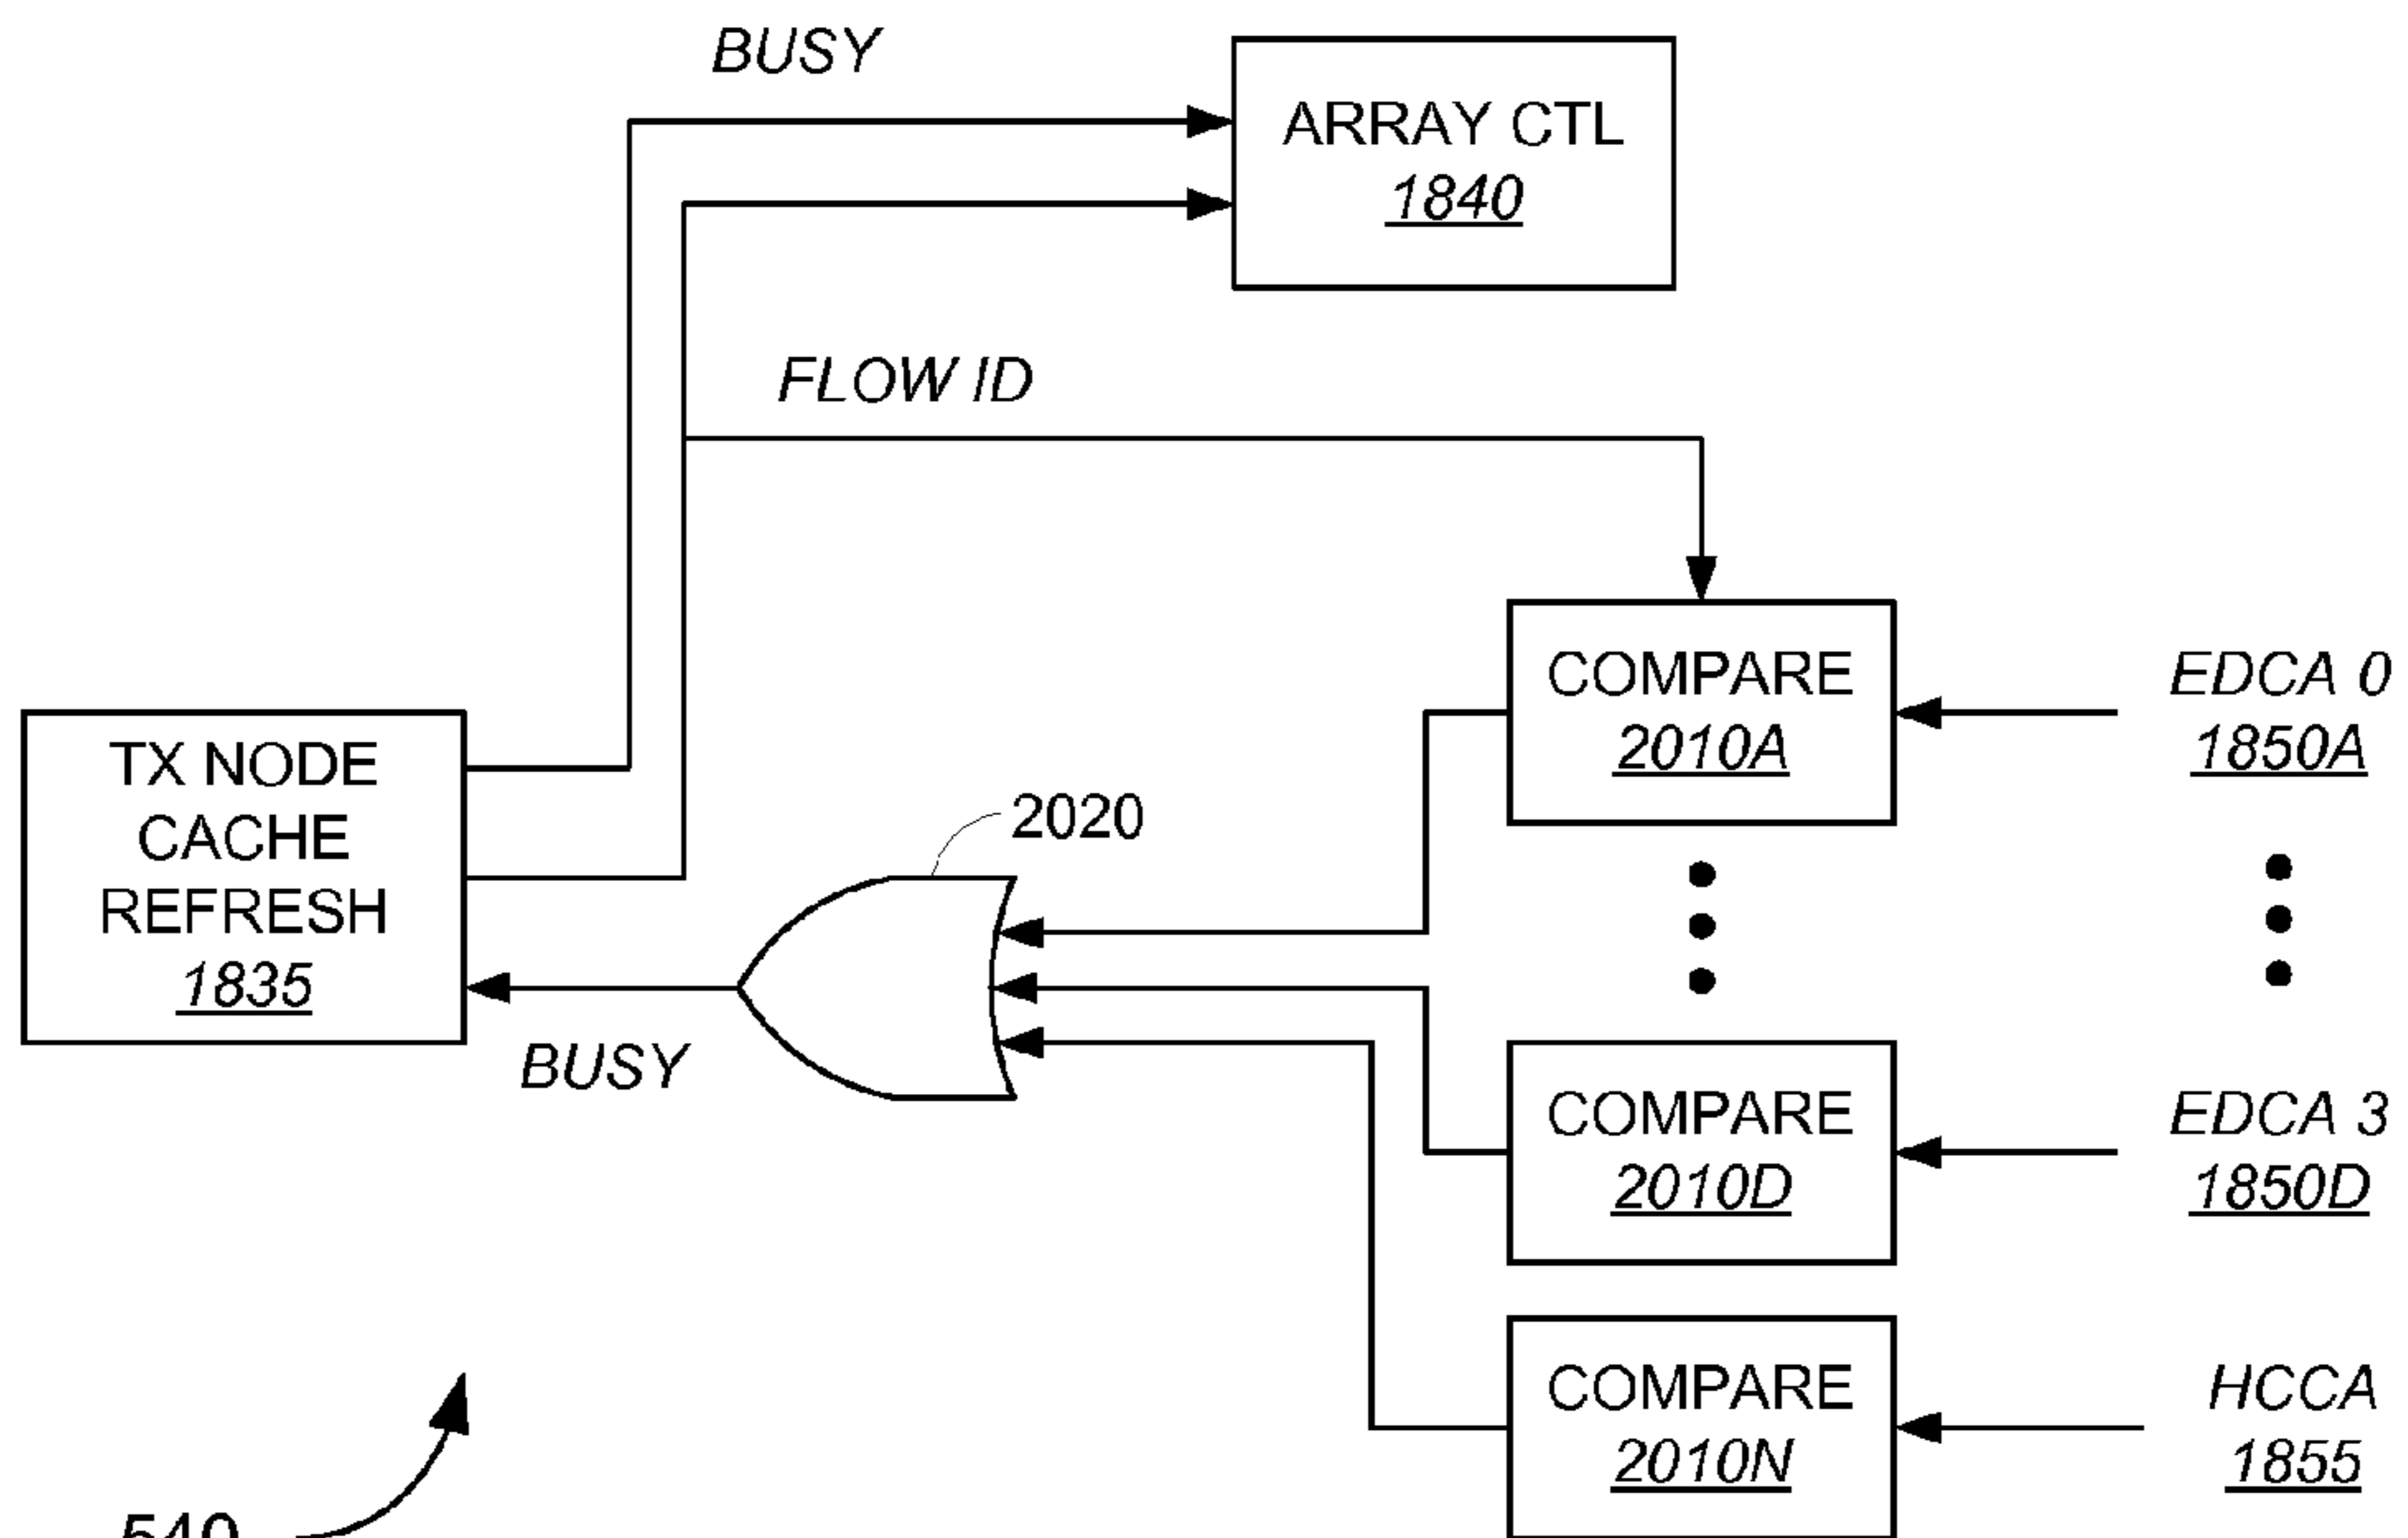 BUSY
ARRAY CTL
1840
FLOW ID
COMPARE
2010A
EDCA 0
1850A
TX NODE
CACHE
REFRESH
1835
2020
BUSY
COMPARE
2010D
EDCA 3
1850D
COMPARE
2010N
HCCA
1855
540